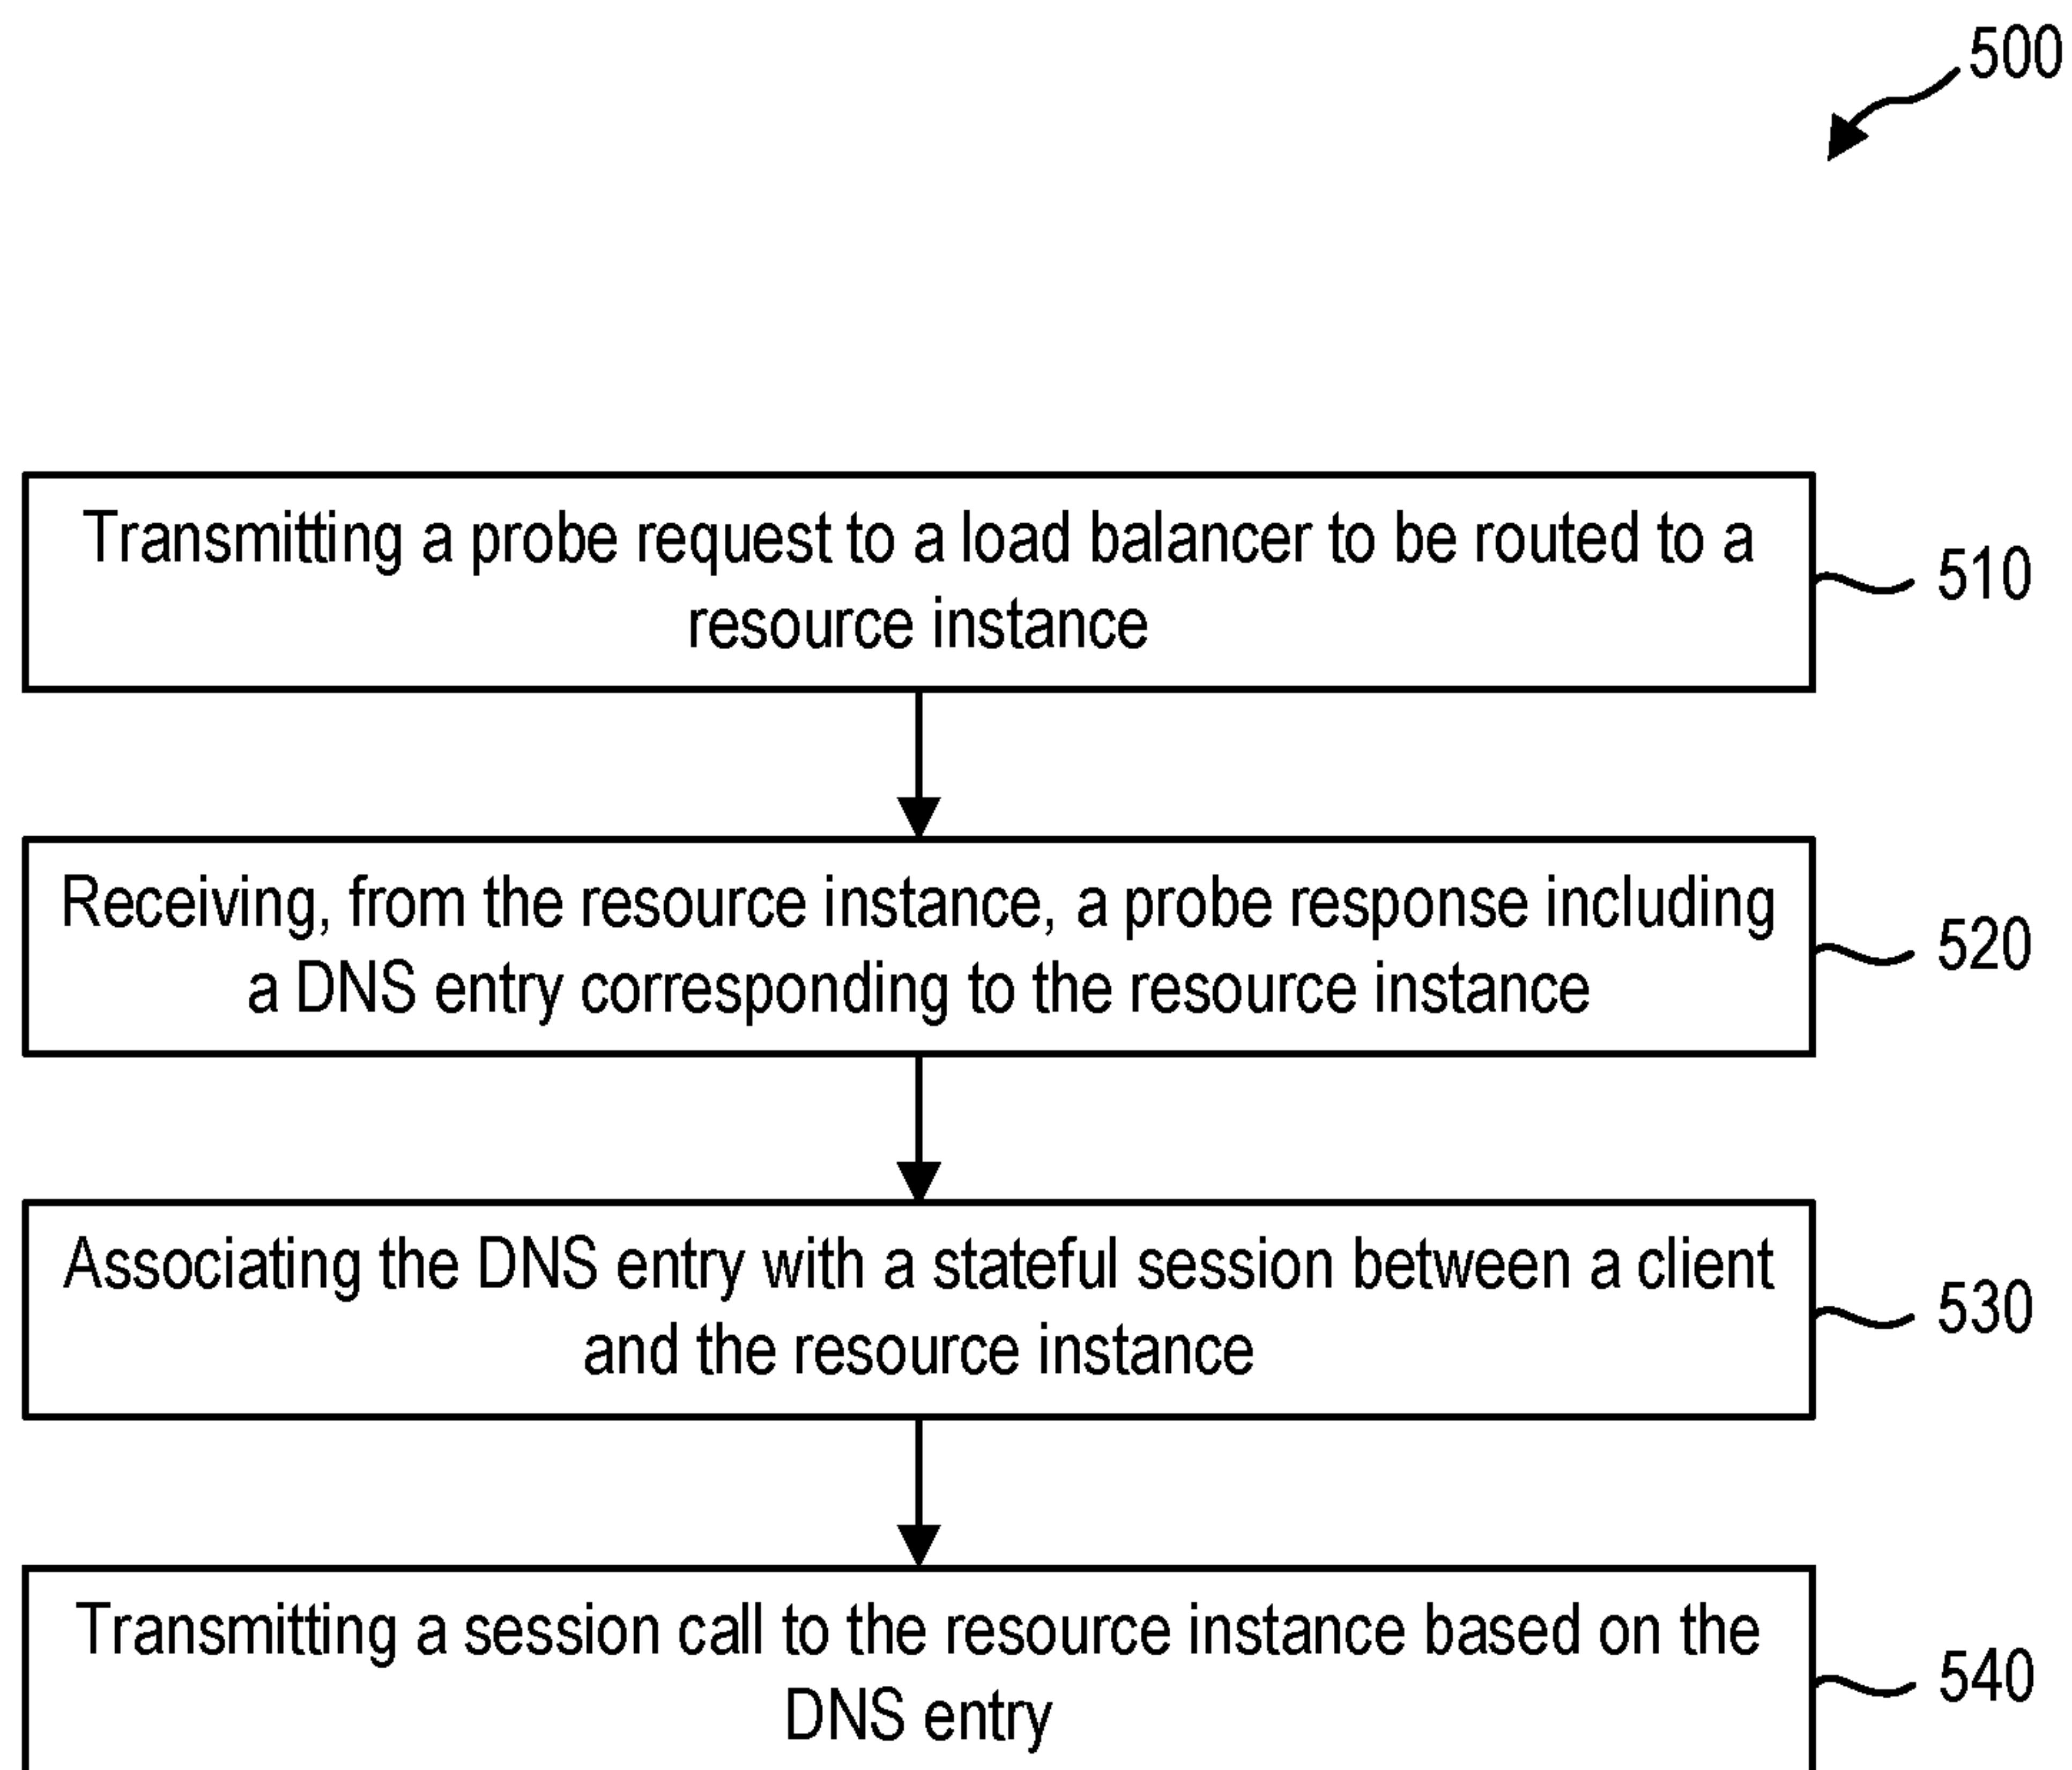 500
Transmitting a probe request to a load balancer to be routed to a
resource instance
510
Receiving, from the resource instance, a probe response including
a DNS entry corresponding to the resource instance
520
Associating the DNS entry with a stateful session between a client
and the resource instance
530
Transmitting a session call to the resource instance based on the
DNS entry
540